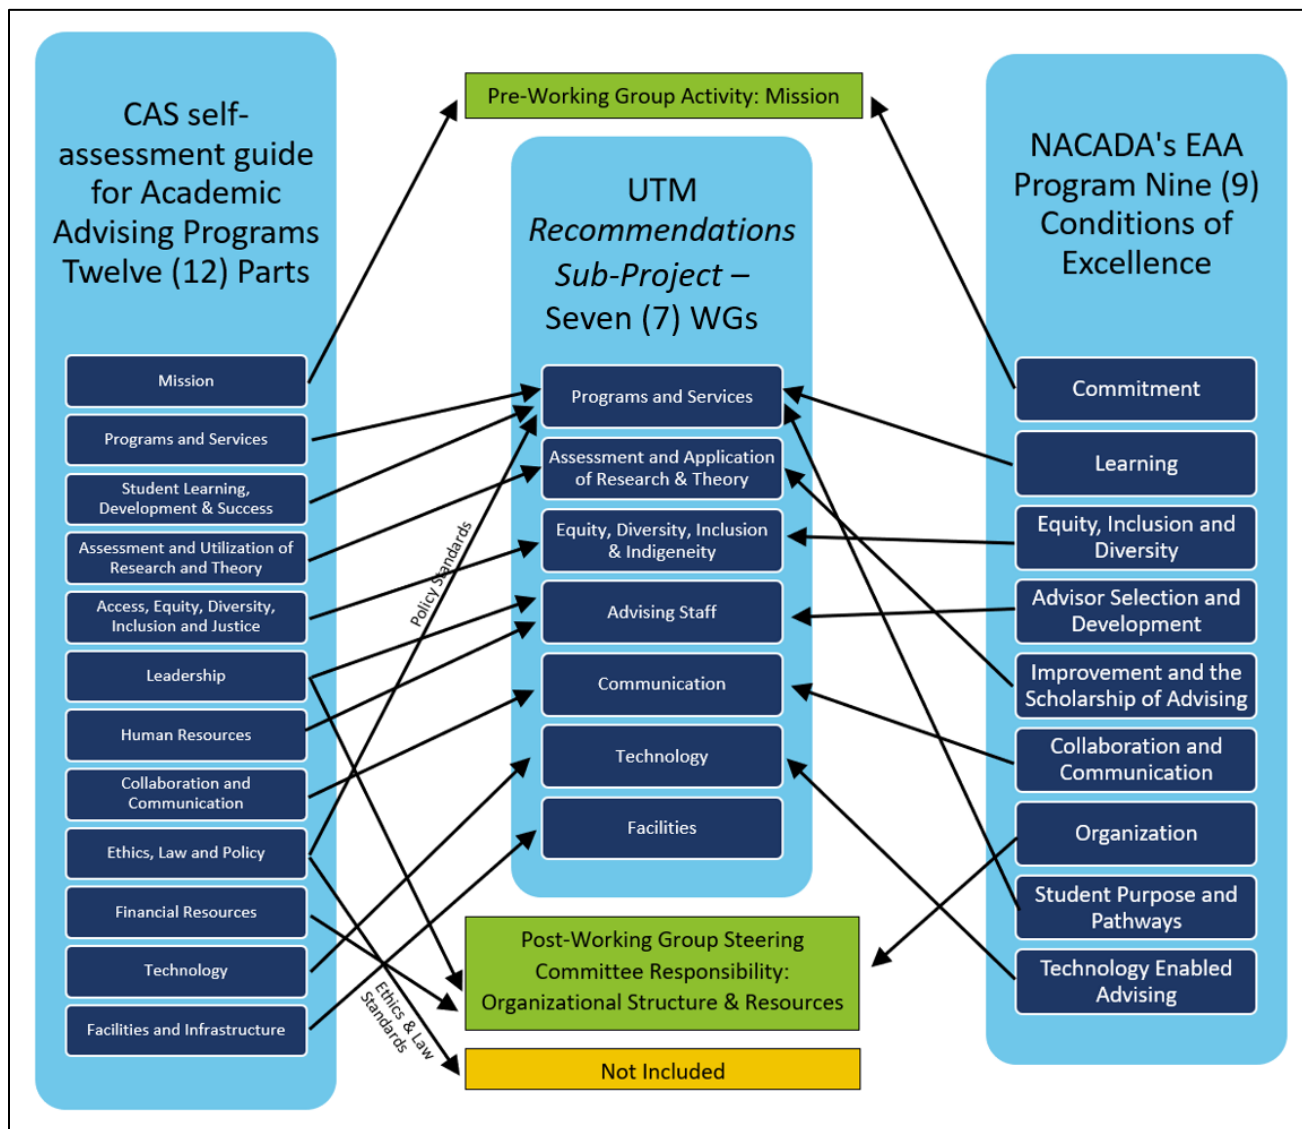 CAS self-
assessment guide
for Academic
Advising Programs
Twelve (12) Parts
Mission
Programs and Services
Student Learning,
Development & Success
Assessment and Utilization of
Research and Theory
Access, Equity, Diversity,
Inclusion and Justice
Leadership
Human Resources
Collaboration and
Communication
Ethics, Law and Policy
Financial Resources
Technology
Facilities and Infrastructure
Policy Standards
Ethics & Law
Standards
Pre-Working Group Activity: Mission
UTM
Recommendations
Sub-Project –
Seven (7) WGs
Programs and Services
Assessment and Application
of Research & Theory
Equity, Diversity, Inclusion
& Indigeneity
Advising Staff
Communication
Technology
Facilities
Post-Working Group Steering
Committee Responsibility:
Organizational Structure & Resources
Not Included
NACADA's EAA
Program Nine (9)
Conditions of
Excellence
Commitment
Learning
Equity, Inclusion and
Diversity
Advisor Selection and
Development
Improvement and the
Scholarship of Advising
Collaboration and
Communication
Organization
Student Purpose and
Pathways
Technology Enabled
Advising